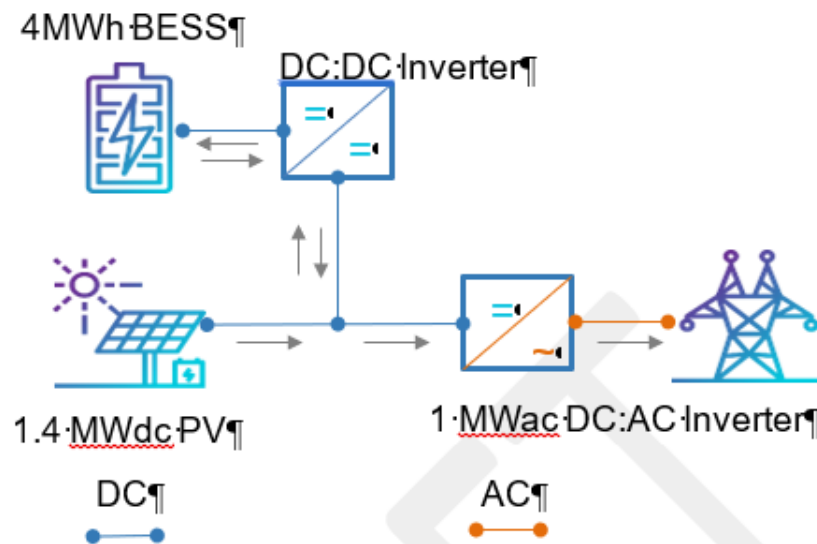 4MWh·BESS¶
DC:DC·Inverter¶
1.4·MWdc·PV¶
1·MWac·DC:AC·Inverter¶
DC¶
AC¶